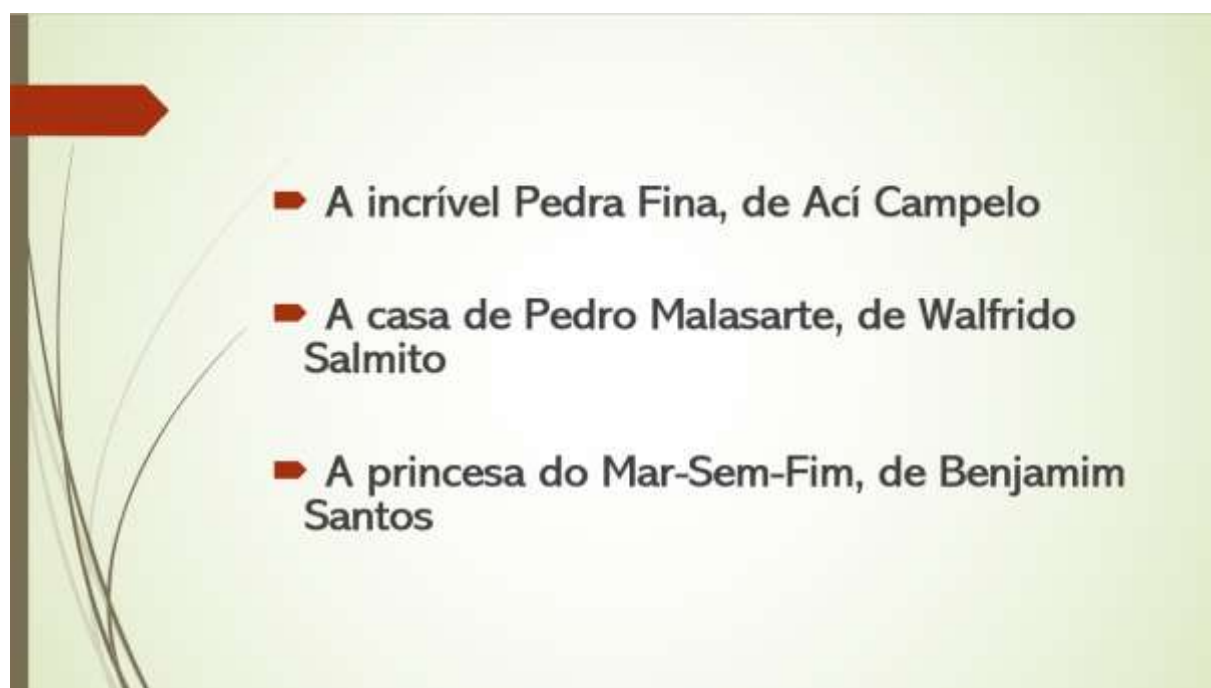 A incrível Pedra Fina, de Ací Campelo
A casa de Pedro Malasarte, de Walfrido
Salmito
A princesa do Mar-Sem-Fim, de Benjamim
Santos